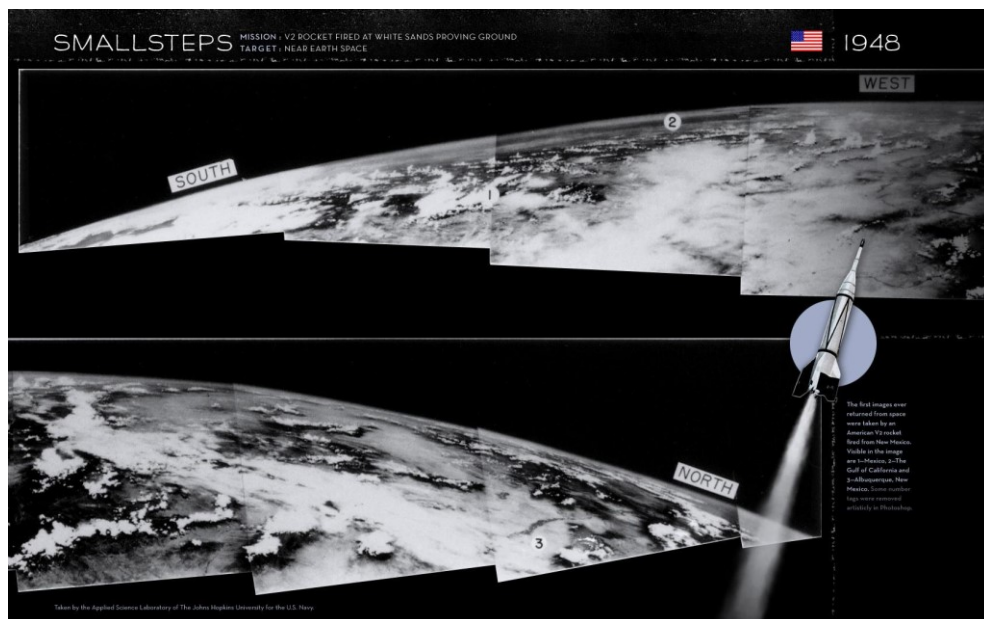 SMALLSTEPS
MISSION : V2 ROCKET FIRED AT WHITE SANDS PROVING GROUND
TARGET : NEAR EARTH SPACE
1948
WEST
2
SOUTH
1
The first images ever
returned from space
were taken by an
American V2 rocket
fired from New Mexico.
Visible in the image
are 1–Mexico, 2–The
Gulf of California and
3–Albuquerque, New
Mexico. Some number
tags were removed
artisticly in Photoshop.
NORTH
3
Taken by the Applied Science Laboratory of The Johns Hopkins University for the U.S. Navy.